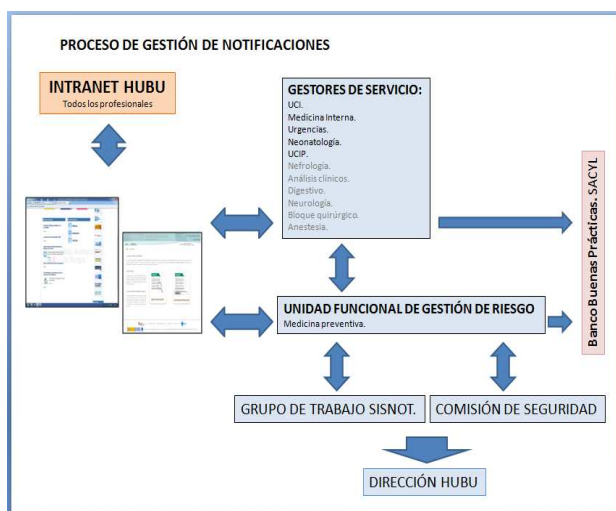 PROCESO DE GESTIÓN DE NOTIFICACIONES
INTRANET HUBU
Todos los profesionales
GESTORES DE SERVICIO:
UCI.
Medicina Interna.
Urgencias.
Neonatología.
UCIP.
Nefrología.
Análisis clínicos.
Digestivo.
Neurología.
Bloque quirúrgico.
Anestesia.
Banco Buenas Prácticas. SACYL
UNIDAD FUNCIONAL DE GESTIÓN DE RIESGO
Medicina preventiva.
GRUPO DE TRABAJO SISNOT.
COMISIÓN DE SEGURIDAD
DIRECCIÓN HUBU